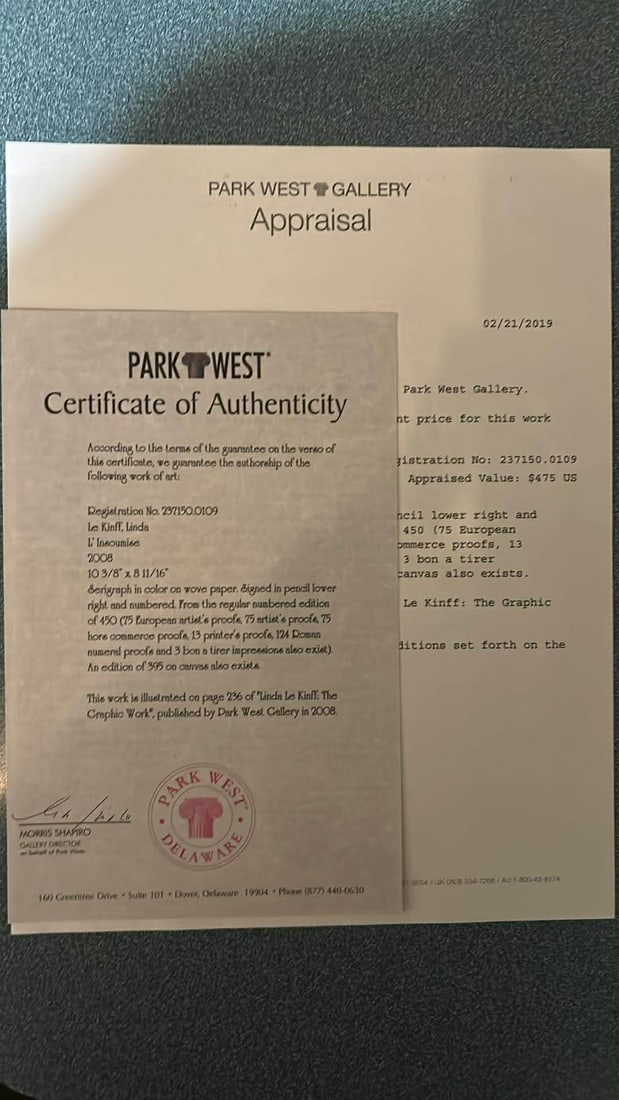 PARK WEST GALLERY
Appraisal
02/21/2019
Park West Gallery.
nt price for this work
gistration No: 237150.0109
Appraised Value: $475 US
ncil lower right and
450 (75 European
ommerce proofs, 13
3 bon a tirer
canvas also exists.
Le Kinff: The Graphic
ditions set forth on the
PARK WEST®
Certificate of Authenticity
According to the terms of the guarantee on the verso of
this certificate, we guarantee the authorship of the
following work of art:
Registration No. 237150.0109
Le Kinff, Linda
L' Insoumise
2008
10 3/8" x 8 11/16"
Serigraph in color on wove paper. Signed in pencil lower
right and numbered. From the regular numbered edition
of 450 (75 European artist's proofs, 75 artist's proofs, 75
hors commerce proofs, 13 printer's proofs, 124 Roman
numeral proofs and 3 bon a tirer impressions also exist).
An edition of 395 on canvas also exists.
This work is illustrated on page 236 of "Linda Le Kinff: The
Graphic Work", published by Park West Gallery in 2008.
MORRIS SHAPIRO
GALLERY DIRECTOR
on behalf of Park West
PARK WEST
DELAWARE
160 Greentree Drive • Suite 101 • Dover, Delaware 19904 • Phone (877) 440-0630